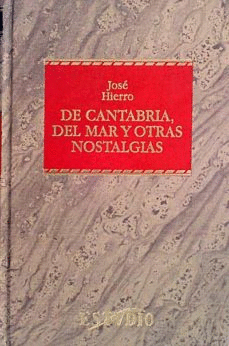 José
Hierro
DE CANTABRIA,
DEL MAR Y OTRAS
NOSTALGIAS
ESTVDIO